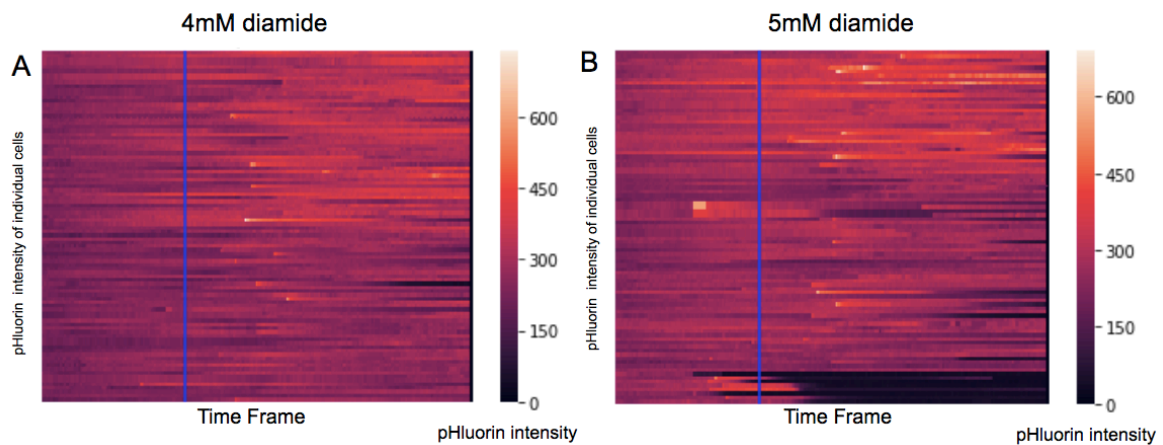 4mM diamide
5mM diamide
A
B
pHluorin intensity of individual cells
600
450
300
150
0
Time Frame
pHluorin intensity
pHluorin intensity of individual cells
600
450
300
150
0
Time Frame
pHluorin intensity